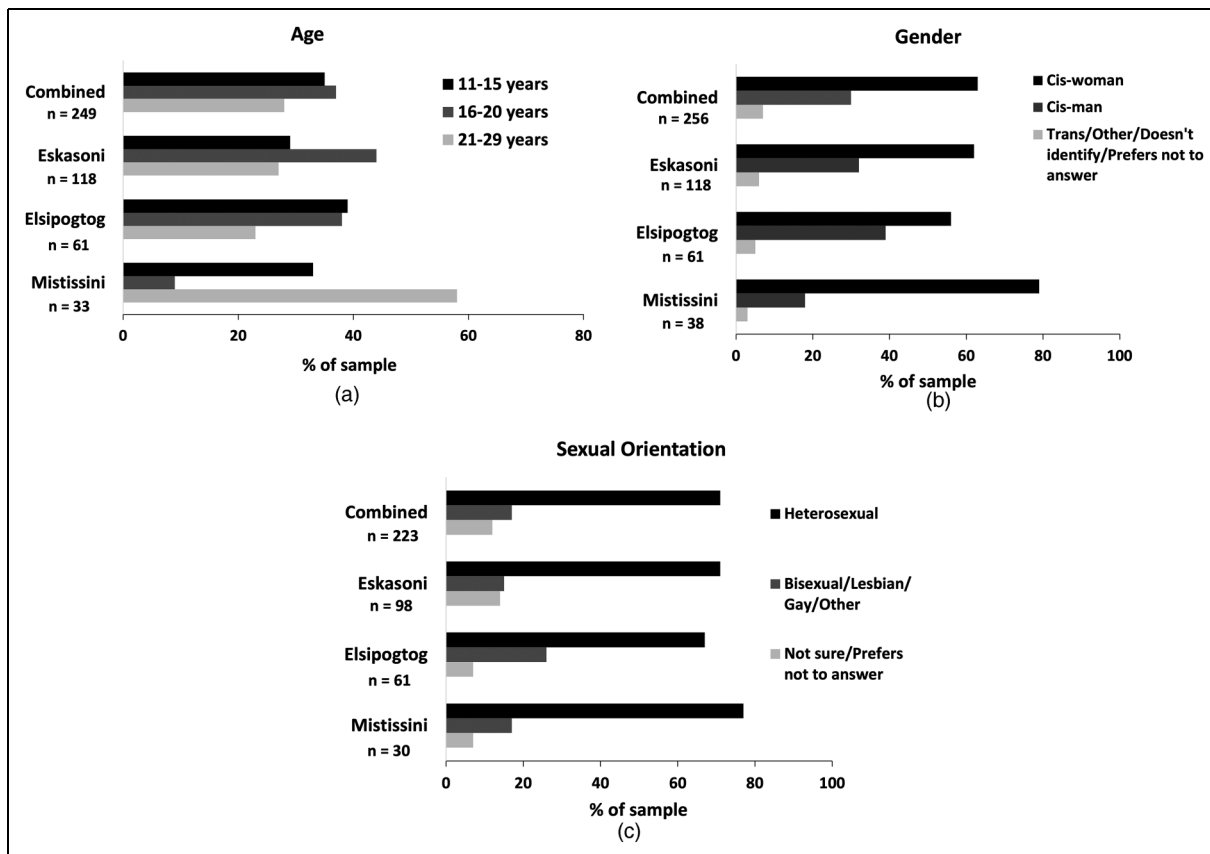 Age
Combined
n = 249
Eskasoni
n = 118
Elsipogtog
n = 61
Mistissini
n = 33
0 20 40 60 80
% of sample
11-15 years
16-20 years
21-29 years
(a)
Gender
Combined
n = 256
Eskasoni
n = 118
Elsipogtog
n = 61
Mistissini
n = 38
0 20 40 60 80 100
% of sample
Cis-woman
Cis-man
Trans/Other/Doesn't
identify/Prefers not to
answer
(b)
Sexual Orientation
Combined
n = 223
Eskasoni
n = 98
Elsipogtog
n = 61
Mistissini
n = 30
0 20 40 60 80 100
% of sample
Heterosexual
Bisexual/Lesbian/
Gay/Other
Not sure/Prefers
not to answer
(c)